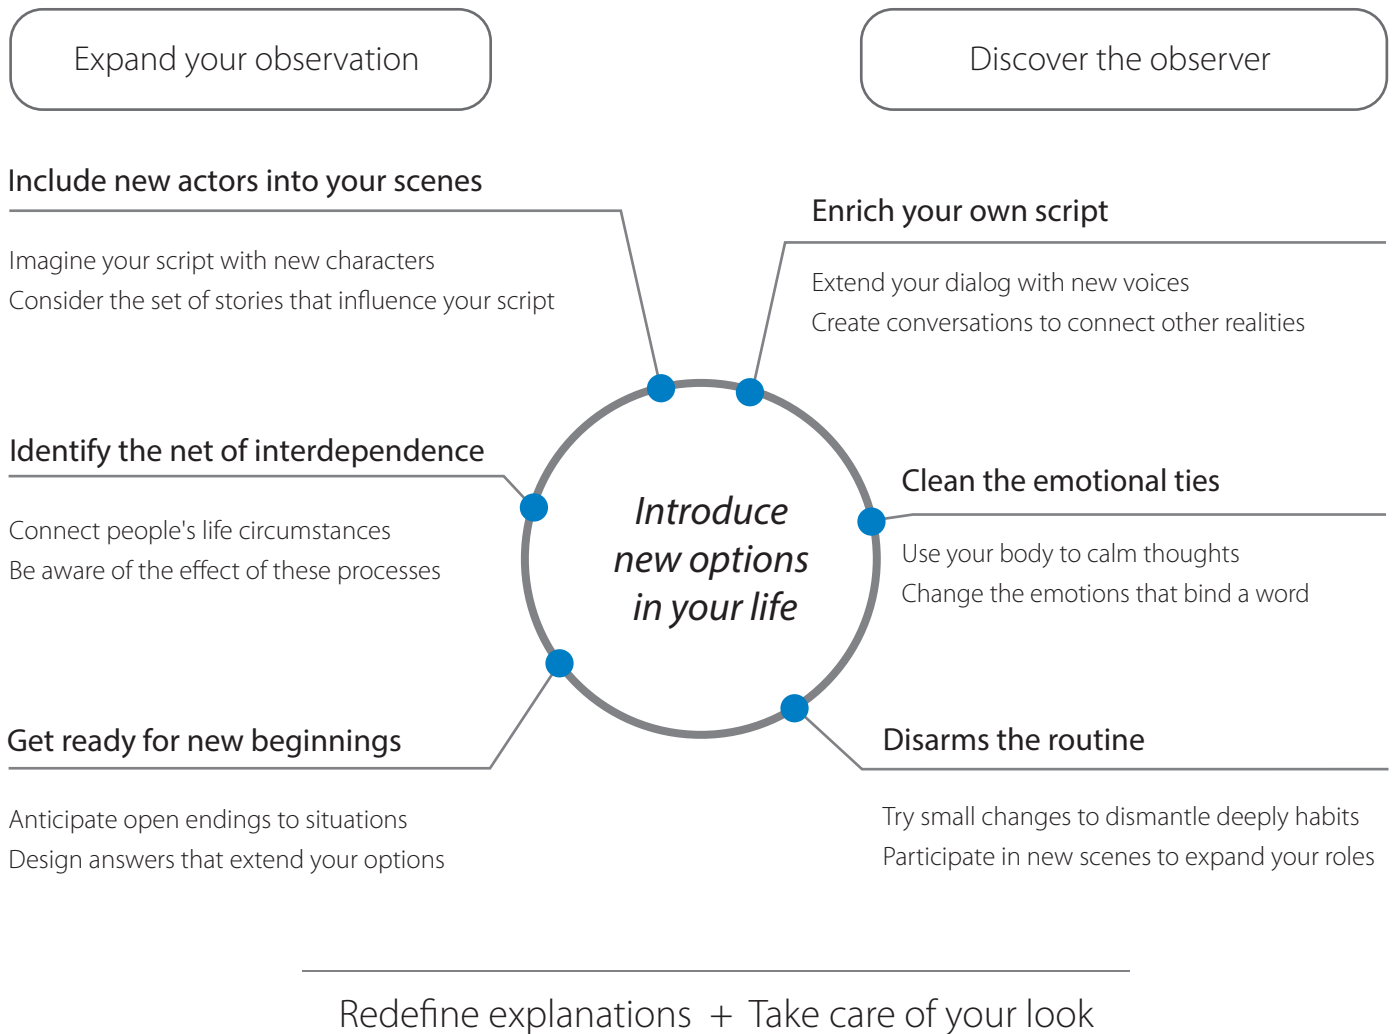 Expand your observation
Discover the observer
Include new actors into your scenes
Imagine your script with new characters
Consider the set of stories that influence your script
Identify the net of interdependence
Connect people's life circumstances
Be aware of the effect of these processes
Get ready for new beginnings
Anticipate open endings to situations
Design answers that extend your options
Introduce
new options
in your life
Enrich your own script
Extend your dialog with new voices
Create conversations to connect other realities
Clean the emotional ties
Use your body to calm thoughts
Change the emotions that bind a word
Disarms the routine
Try small changes to dismantle deeply habits
Participate in new scenes to expand your roles
Redefine explanations + Take care of your look